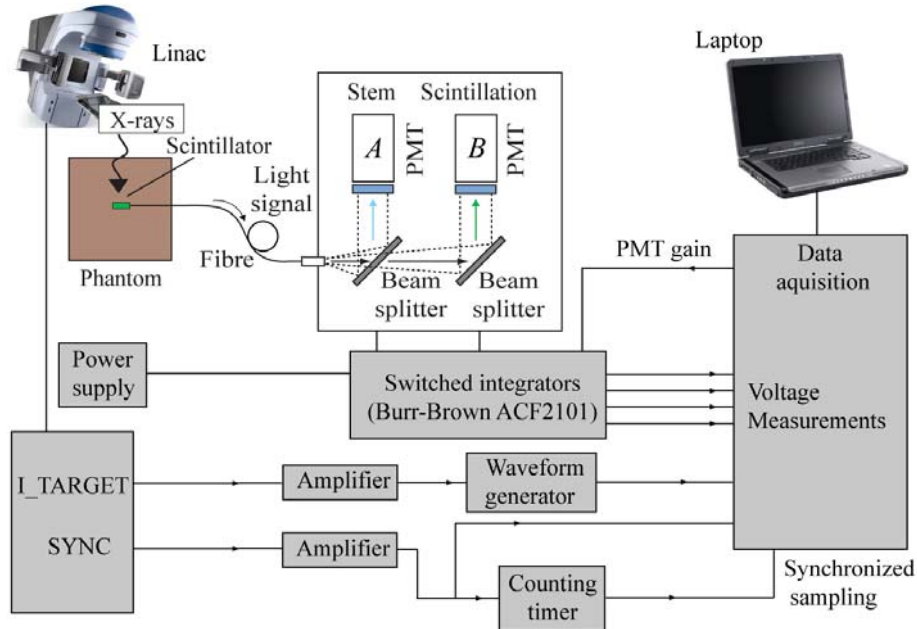 Linac
X-rays
Scintillator
Light
signal
Fibre
Phantom
Stem
Scintillation
A
PMT
B
PMT
Beam
splitter
Beam
splitter
Laptop
PMT gain
Data
aquisition
Power
supply
Switched integrators
(Burr-Brown ACF2101)
Voltage
Measurements
I_TARGET
SYNC
Amplifier
Waveform
generator
Amplifier
Counting
timer
Synchronized
sampling